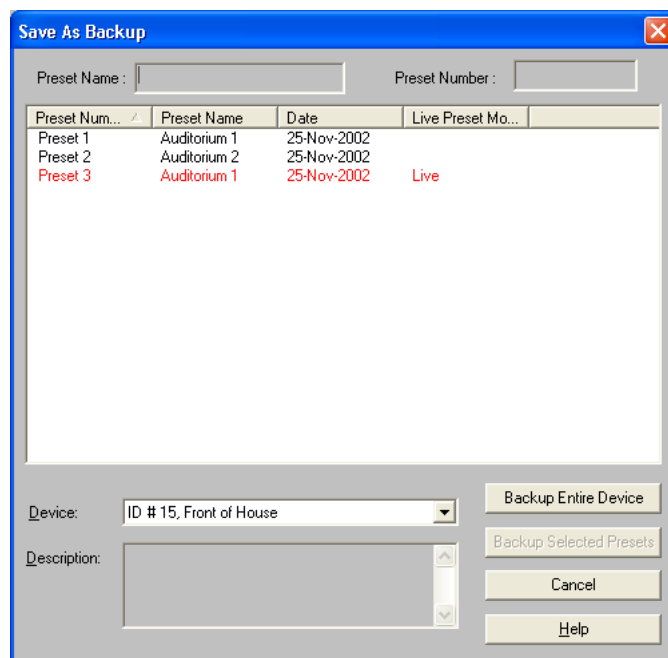 Save As Backup
Preset Name : Preset Number :
Preset Num... Preset Name Date Live Preset Mo...
Preset 1 Auditorium 1 25-Nov-2002
Preset 2 Auditorium 2 25-Nov-2002
Preset 3 Auditorium 1 25-Nov-2002 Live
Device: ID # 15, Front of House
Backup Entire Device
Description:
Backup Selected Presets
Cancel
Help